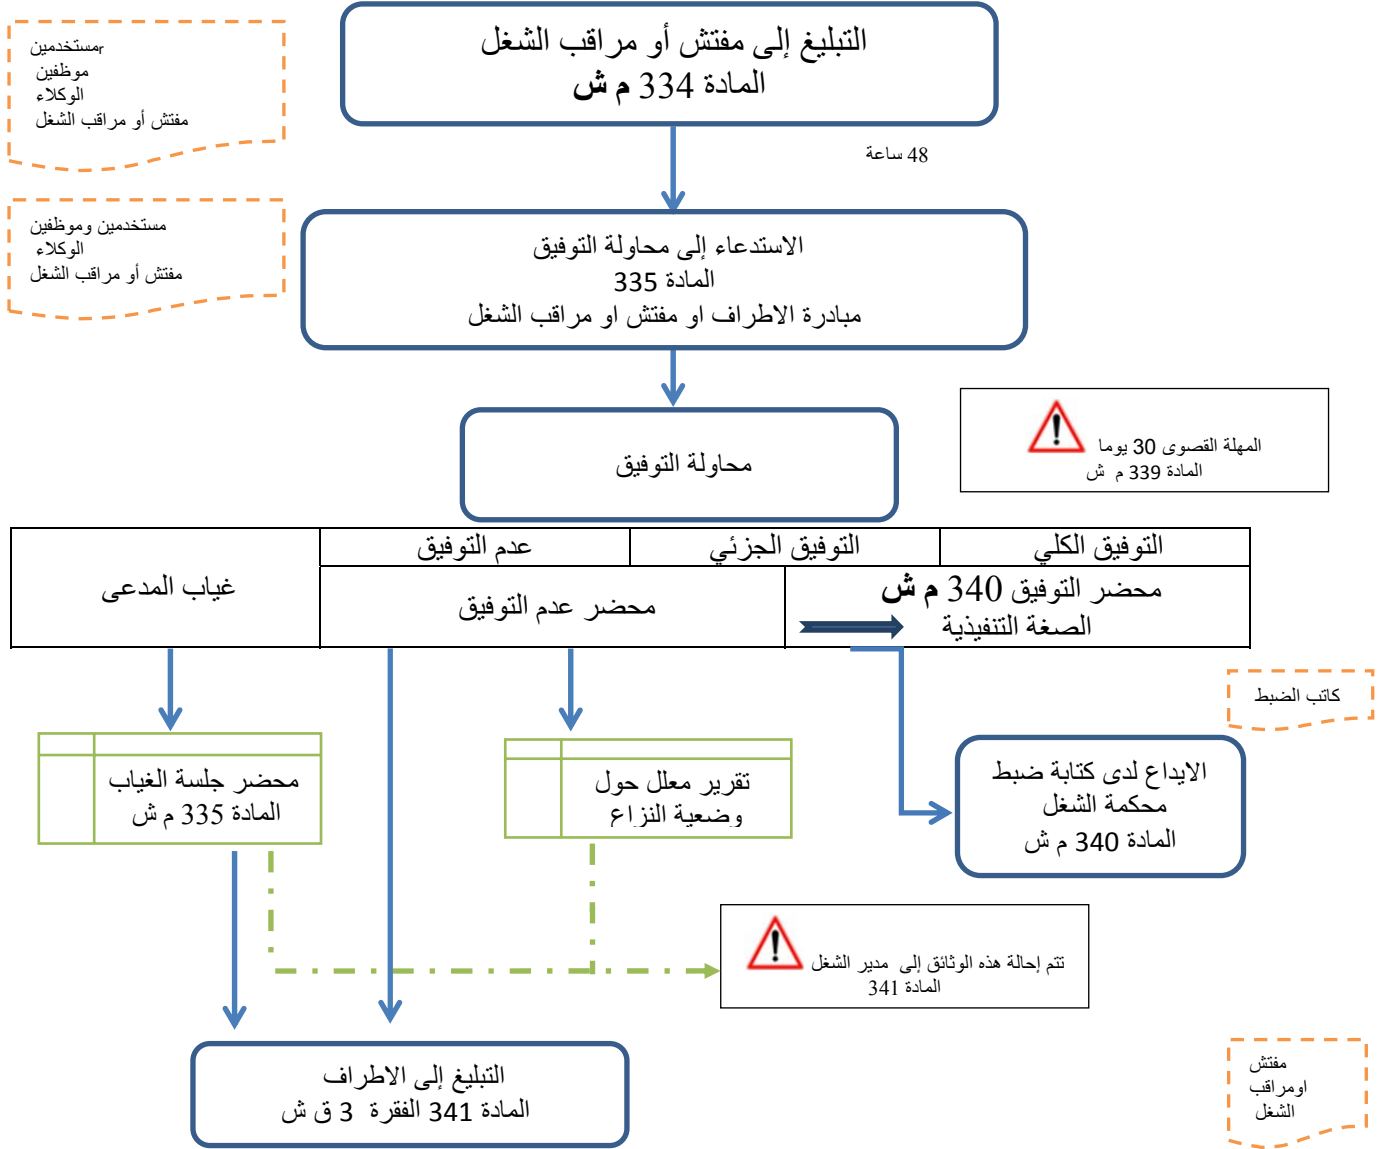 التبليغ إلى مفتش أو مراقب الشغل
المادة 334 م ش
rمستخدمين
موظفين
الوكلاء
مفتش أو مراقب الشغل
48 ساعة
مستخدمين وموظفين
الوكلاء
مفتش أو مراقب الشغل
الاستدعاء إلى محاولة التوفيق
المادة 335
مبادرة الاطراف او مفتش او مراقب الشغل
المهلة القصوى 30 يوما
المادة 339 م ش
محاولة التوفيق
التوفيق الكلي
التوفيق الجزئي
عدم التوفيق
غياب المدعى
محضر التوفيق 340 م ش
الصغة التنفيذية
محضر عدم التوفيق
كاتب الضبط
الايداع لدى كتابة ضبط
محكمة الشغل
المادة 340 م ش
تقرير معلل حول
وضعية النزاع
محضر جلسة الغياب
المادة 335 م ش
تتم إحالة هذه الوثائق إلى مدير الشغل
المادة 341
التبليغ إلى الاطراف
المادة 341 الفقرة 3 ق ش
مفتش
اومراقب
الشغل